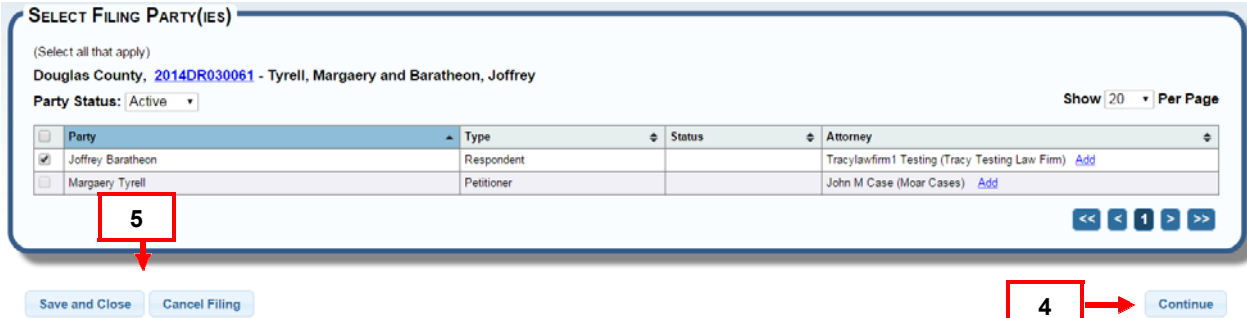 SELECT FILING PARTY(IES)
(Select all that apply)
Douglas County, 2014DR030061 - Tyrell, Margaery and Baratheon, Joffrey
Party Status: Active
Show 20 Per Page
Party Type Status Attorney
Joffrey Baratheon Respondent Tracylawfirm1 Testing (Tracy Testing Law Firm) Add
Margaery Tyrell Petitioner John M Case (Moar Cases) Add
<< < 1 > >>
5
Save and Close Cancel Filing 4 Continue